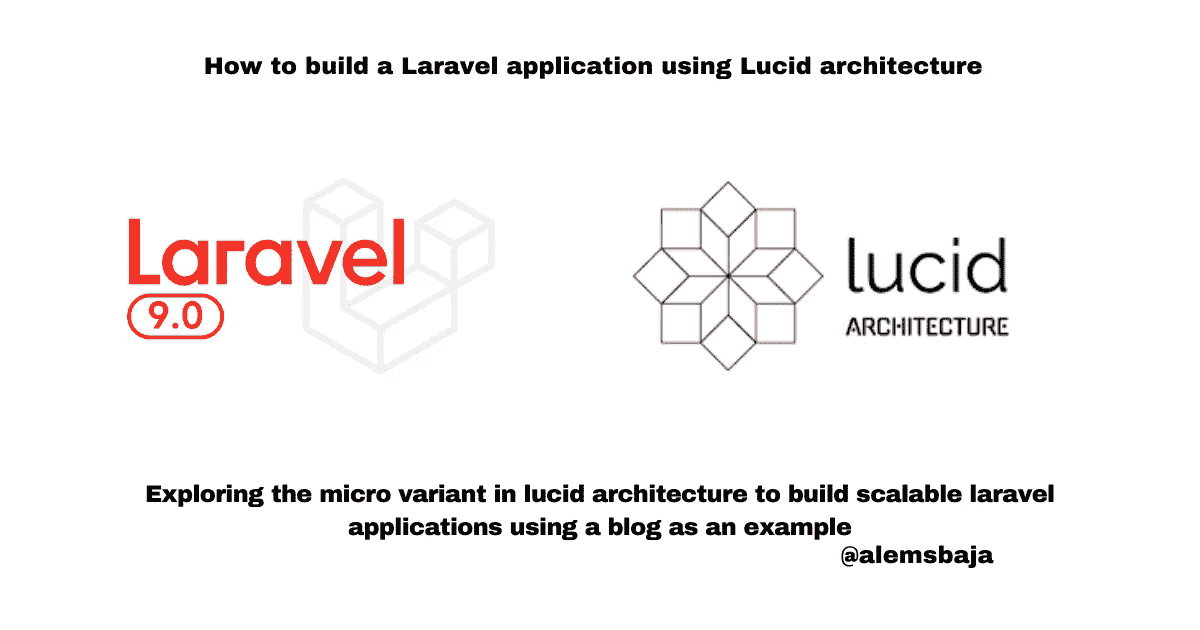 How to build a Laravel application using Lucid architecture
Laravel
9.0
lucid
ARCHITECTURE
Exploring the micro variant in lucid architecture to build scalable laravel
applications using a blog as an example
@alemsbaja